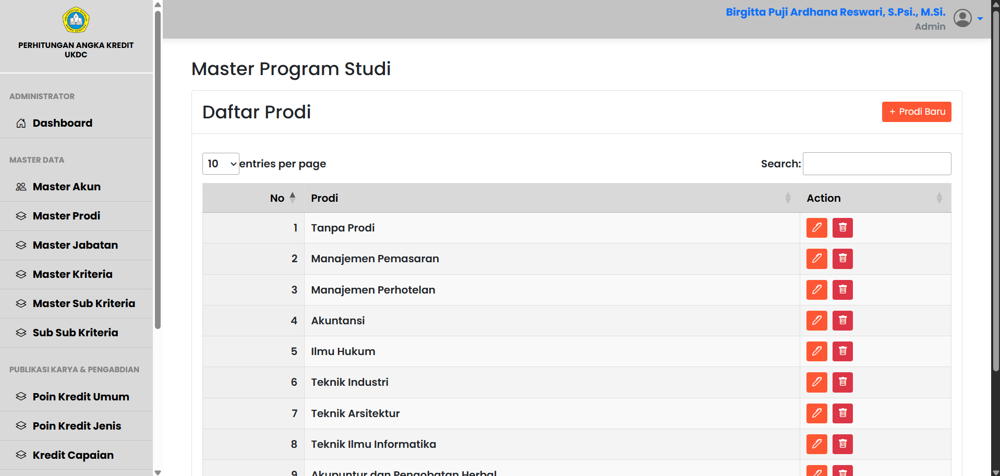 PERHITUNGAN ANGKA KREDIT
UKDC
ADMINISTRATOR
Dashboard
MASTER DATA
Master Akun
Master Prodi
Master Jabatan
Master Kriteria
Master Sub Kriteria
Sub Sub Kriteria
PUBLIKASI KARYA & PENGABDIAN
Poin Kredit Umum
Poin Kredit Jenis
Kredit Capaian
Birgitta Puji Ardhana Reswari, S.Psi., M.Si.
Admin
Master Program Studi
Daftar Prodi
+ Prodi Baru
10 entries per page
Search:
No Prodi Action
1 Tanpa Prodi
2 Manajemen Pemasaran
3 Manajemen Perhotelan
4 Akuntansi
5 Ilmu Hukum
6 Teknik Industri
7 Teknik Arsitektur
8 Teknik Ilmu Informatika
9 Akupuntur dan Pengobatan Herbal